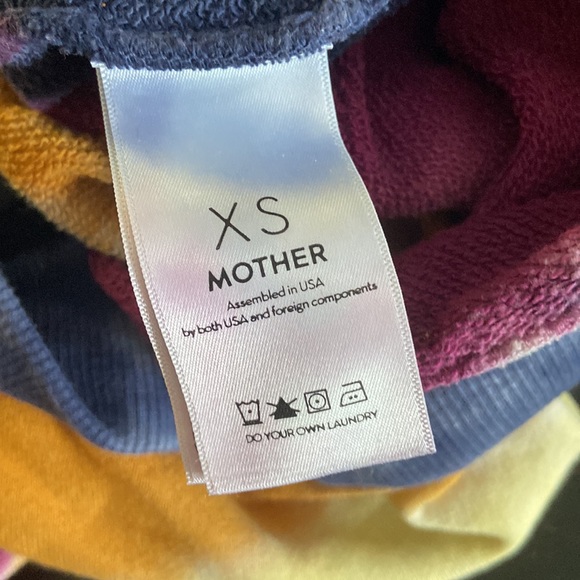 XS
MOTHER
Assembled in USA
by both USA and foreign components
DO YOUR OWN LAUNDRY